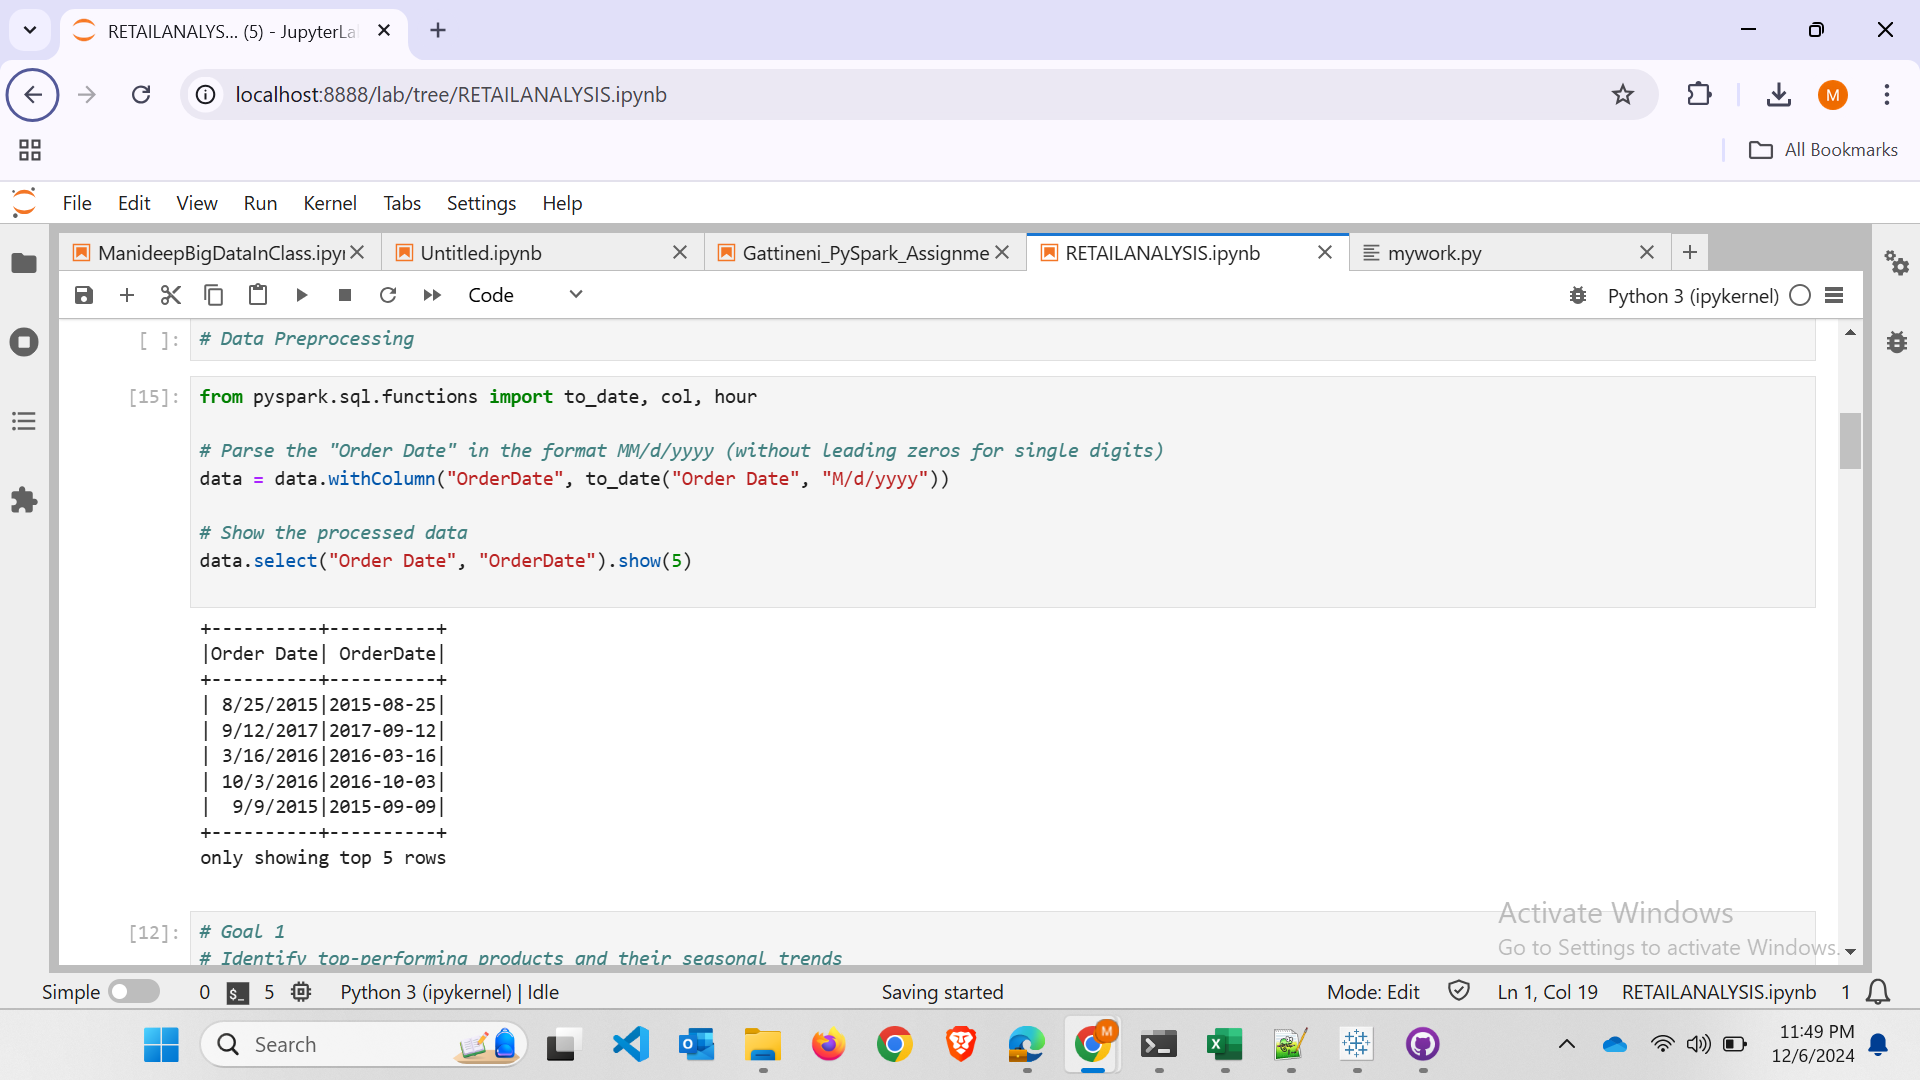 RETAILANALYS... (5) - JupyterLa
localhost:8888/lab/tree/RETAILANALYSIS.ipynb
M
All Bookmarks
File Edit View Run Kernel Tabs Settings Help
ManideepBigDataInClass.ipyı
Untitled.ipynb
Gattineni_PySpark_Assignme
RETAILANALYSIS.ipynb
mywork.py
Code
Python 3 (ipykernel)
[ ]: # Data Preprocessing
[15]: from pyspark.sql.functions import to_date, col, hour
# Parse the "Order Date" in the format MM/d/yyyy (without leading zeros for single digits)
data = data.withColumn("OrderDate", to_date("Order Date", "M/d/yyyy"))
# Show the processed data
data.select("Order Date", "OrderDate").show(5)
+----------+----------+
|Order Date| OrderDate|
+----------+----------+
| 8/25/2015|2015-08-25|
| 9/12/2017|2017-09-12|
| 3/16/2016|2016-03-16|
| 10/3/2016|2016-10-03|
|  9/9/2015|2015-09-09|
+----------+----------+
only showing top 5 rows
[12]: # Goal 1
# Identify top-performing products and their seasonal trends
Activate Windows
Go to Settings to activate Windows.
Simple 0 $_ 5 Python 3 (ipykernel) | Idle Saving started Mode: Edit Ln 1, Col 19 RETAILANALYSIS.ipynb 1
Search
M
11:49 PM
12/6/2024